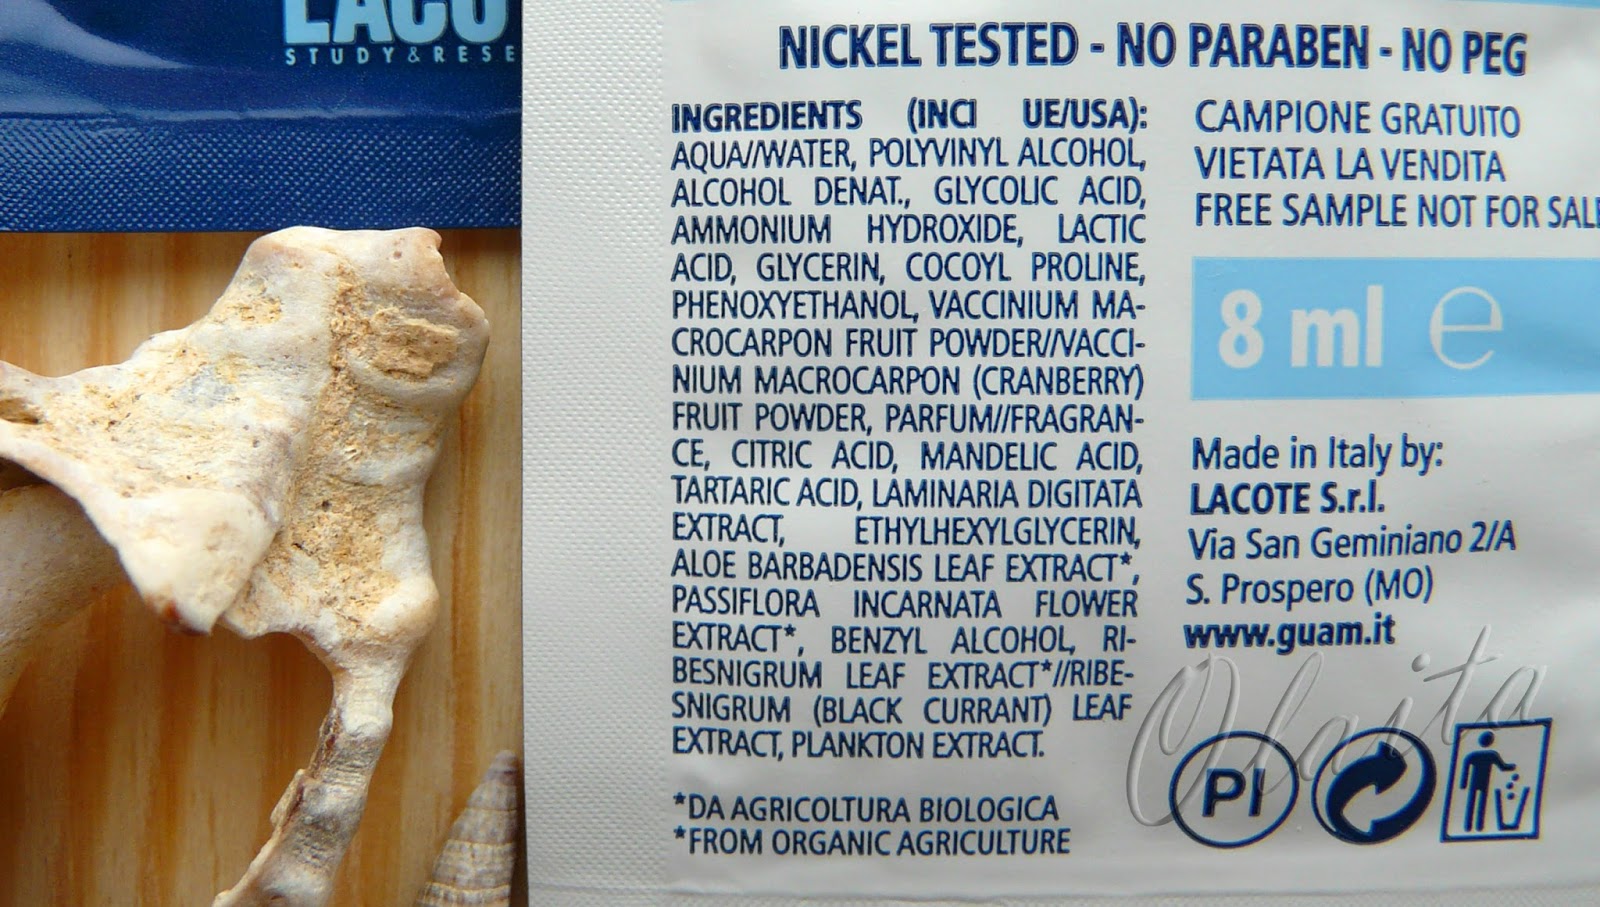 LACO
STUDY & RESE
NICKEL TESTED - NO PARABEN - NO PEG
INGREDIENTS (INCI UE/USA):
AQUA//WATER, POLYVINYL ALCOHOL,
ALCOHOL DENAT., GLYCOLIC ACID,
AMMONIUM HYDROXIDE, LACTIC
ACID, GLYCERIN, COCOYL PROLINE,
PHENOXYETHANOL, VACCINIUM MA-
CROCARPON FRUIT POWDER//VACCI-
NIUM MACROCARPON (CRANBERRY)
FRUIT POWDER, PARFUM//FRAGRAN-
CE, CITRIC ACID, MANDELIC ACID,
TARTARIC ACID, LAMINARIA DIGITATA
EXTRACT, ETHYLHEXYLGLYCERIN,
ALOE BARBADENSIS LEAF EXTRACT*,
PASSIFLORA INCARNATA FLOWER
EXTRACT*, BENZYL ALCOHOL, RI-
BESNIGRUM LEAF EXTRACT*//RIBE-
SNIGRUM (BLACK CURRANT) LEAF
EXTRACT, PLANKTON EXTRACT.
*DA AGRICOLTURA BIOLOGICA
*FROM ORGANIC AGRICULTURE
CAMPIONE GRATUITO
VIETATA LA VENDITA
FREE SAMPLE NOT FOR SALE
8 ml e
Made in Italy by:
LACOTE S.r.l.
Via San Geminiano 2/A
S. Prospero (MO)
www.guam.it
Olaita
PI